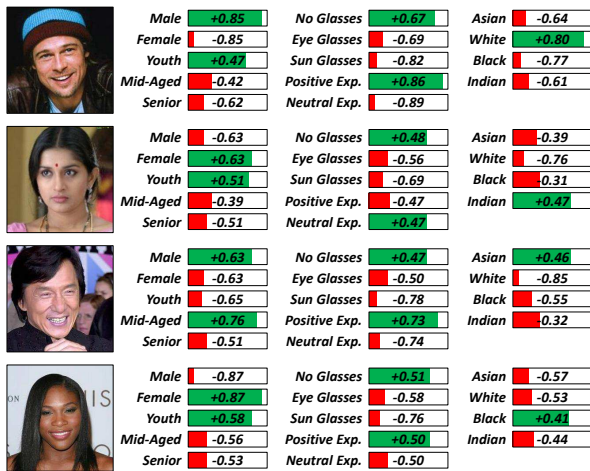 Male +0.85 No Glasses +0.67 Asian -0.64
Female -0.85 Eye Glasses -0.69 White +0.80
Youth +0.47 Sun Glasses -0.82 Black -0.77
Mid-Aged -0.42 Positive Exp. +0.86 Indian -0.61
Senior -0.62 Neutral Exp. -0.89
Male -0.63 No Glasses +0.48 Asian -0.39
Female +0.63 Eye Glasses -0.56 White -0.76
Youth +0.51 Sun Glasses -0.69 Black -0.31
Mid-Aged -0.39 Positive Exp. -0.47 Indian +0.47
Senior -0.51 Neutral Exp. +0.47
Male +0.63 No Glasses +0.47 Asian +0.46
Female -0.63 Eye Glasses -0.50 White -0.85
Youth -0.65 Sun Glasses -0.78 Black -0.55
Mid-Aged +0.76 Positive Exp. +0.73 Indian -0.32
Senior -0.51 Neutral Exp. -0.74
Male -0.87 No Glasses +0.51 Asian -0.57
ON IS Female +0.87 Eye Glasses -0.58 White -0.53
Youth +0.58 Sun Glasses -0.76 Black +0.41
Mid-Aged -0.56 Positive Exp. +0.50 Indian -0.44
Senior -0.53 Neutral Exp. -0.50